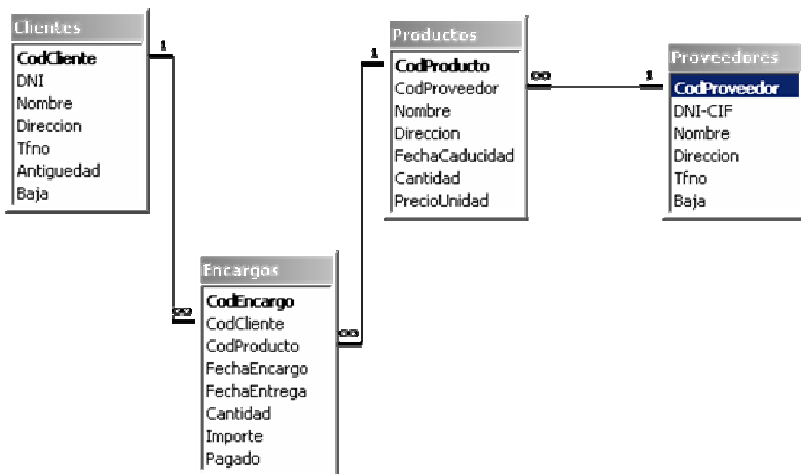 Clientes
CodCliente
DNI
Nombre
Direccion
Tfno
Antiguedad
Baja
1
∞
Productos
CodProducto
CodProveedor
Nombre
Direccion
FechaCaducidad
Cantidad
PrecioUnidad
1
∞
1
Proveedores
CodProveedor
DNI-CIF
Nombre
Direccion
Tfno
Baja
Encargos
CodEncargo
CodCliente
CodProducto
FechaEncargo
FechaEntrega
Cantidad
Importe
Pagado
∞